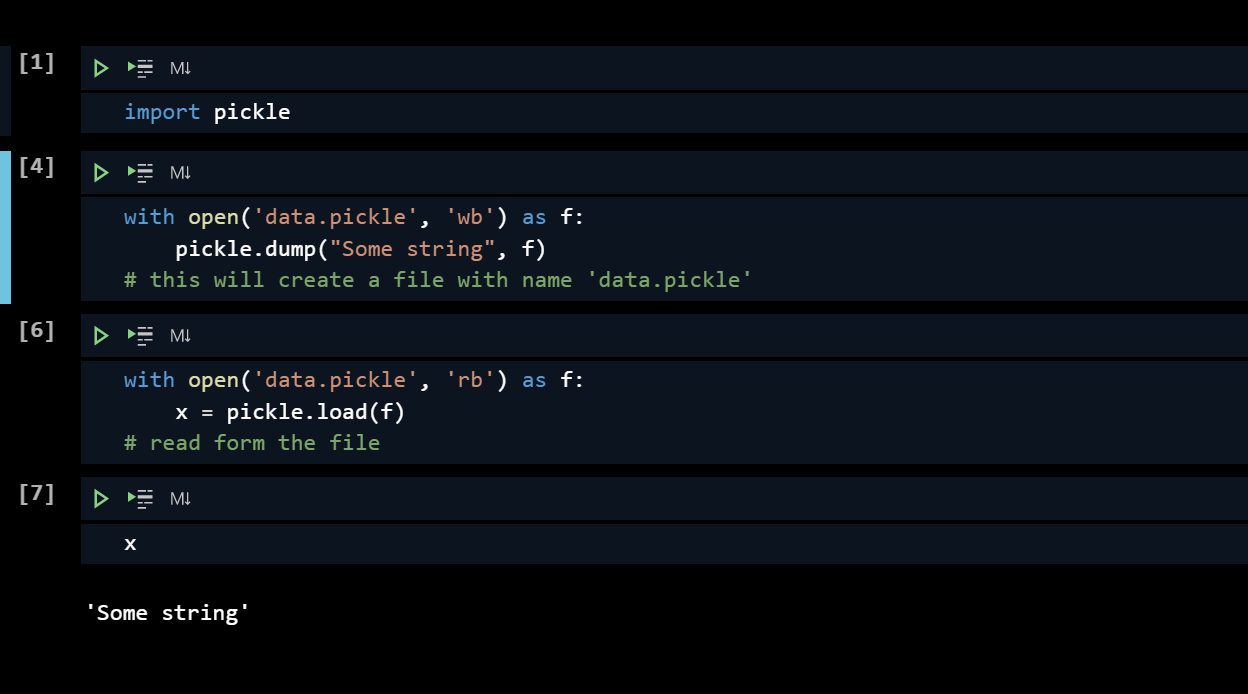 [1]
M↓
import pickle
[4]
M↓
with open('data.pickle', 'wb') as f:
    pickle.dump("Some string", f)
# this will create a file with name 'data.pickle'
[6]
M↓
with open('data.pickle', 'rb') as f:
    x = pickle.load(f)
# read form the file
[7]
M↓
x
'Some string'